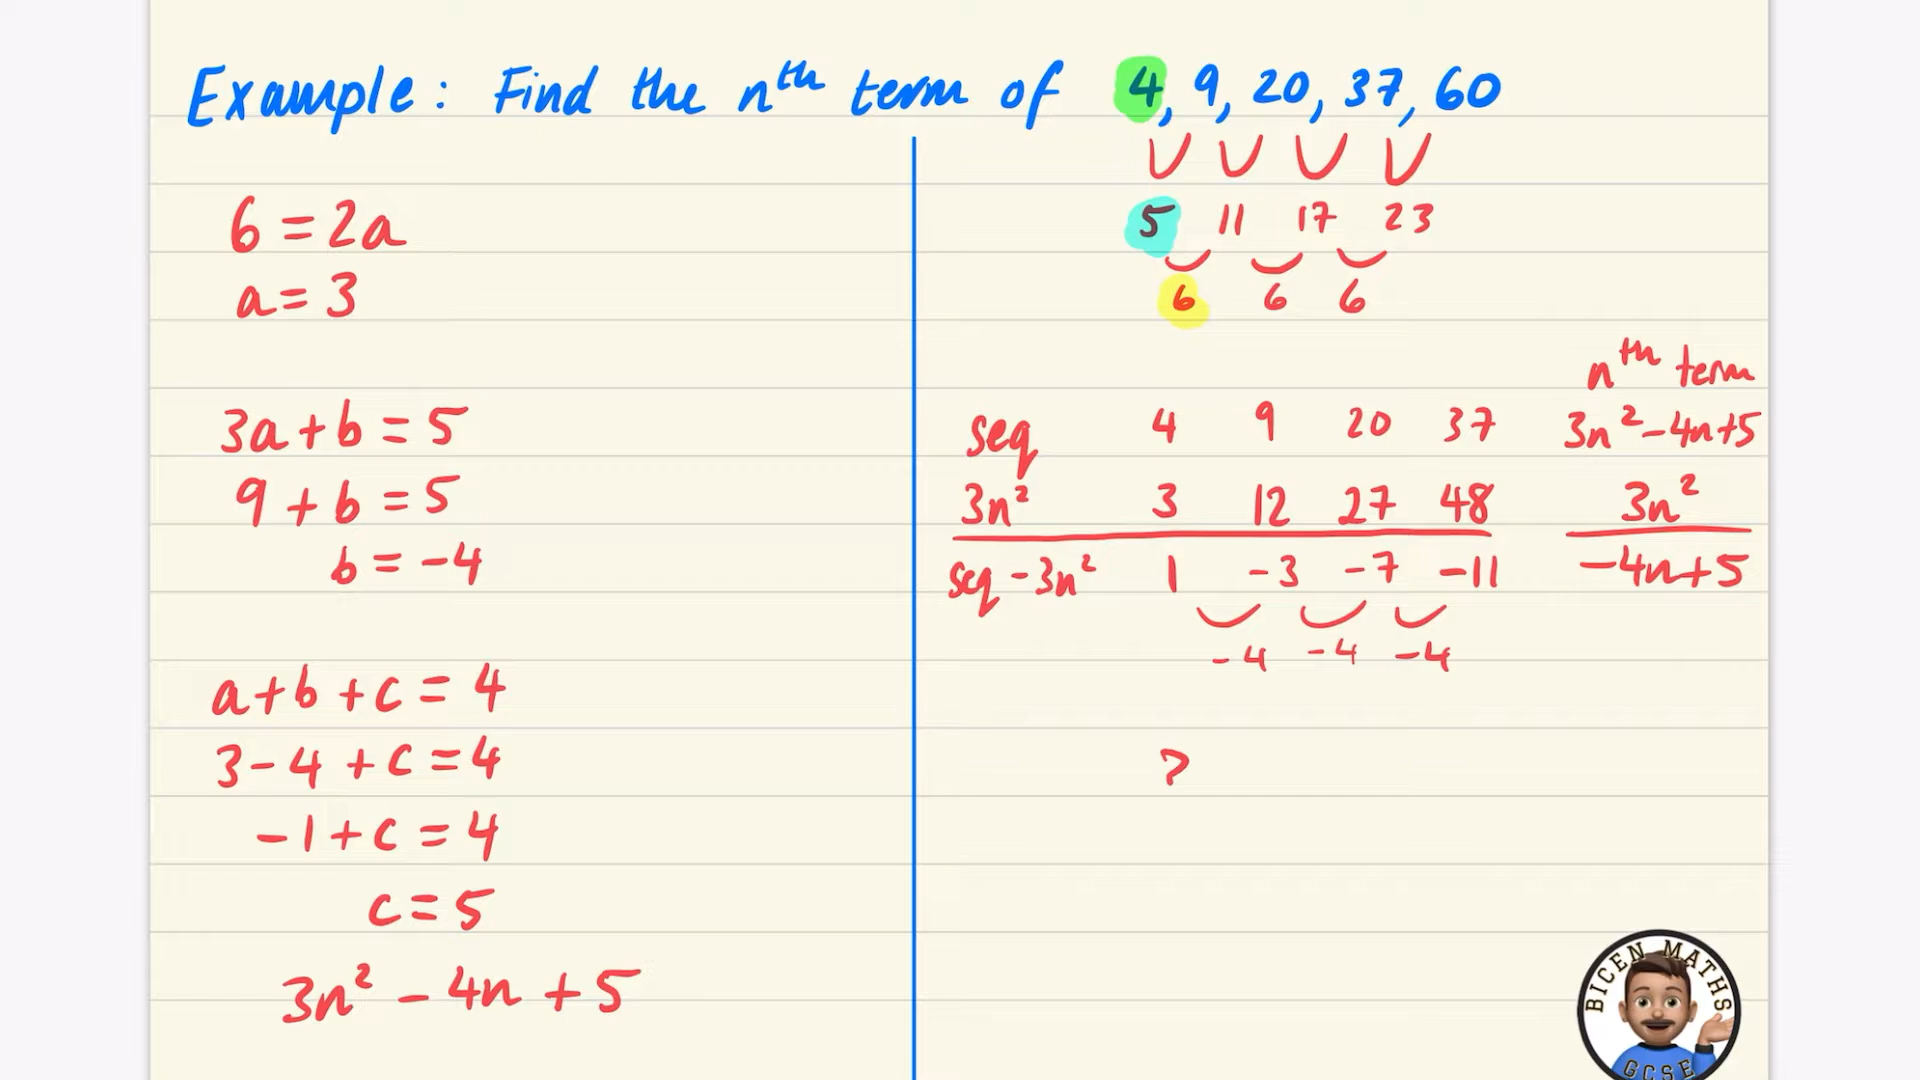 Example: Find the nth term of 4, 9, 20, 37, 60
5 11 17 23
6 6 6
6 = 2a
a = 3
3a + b = 5
9 + b = 5
b = -4
a + b + c = 4
3 - 4 + c = 4
-1 + c = 4
c = 5
3n² - 4n + 5
nth term
seq 4 9 20 37 3n² - 4n + 5
3n² 3 12 27 48 3n²
seq - 3n² 1 -3 -7 -11 -4n + 5
-4 -4 -4
BICEN MATHS
GCSE